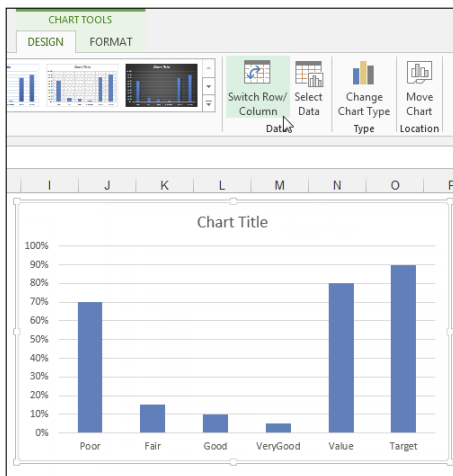 CHART TOOLS
DESIGN FORMAT
Switch Row/ Select Change Move
Column Data Chart Type Chart
Data Type Location
I J K L M N O
Chart Title
100%
90%
80%
70%
60%
50%
40%
30%
20%
10%
0%
Poor Fair Good VeryGood Value Target